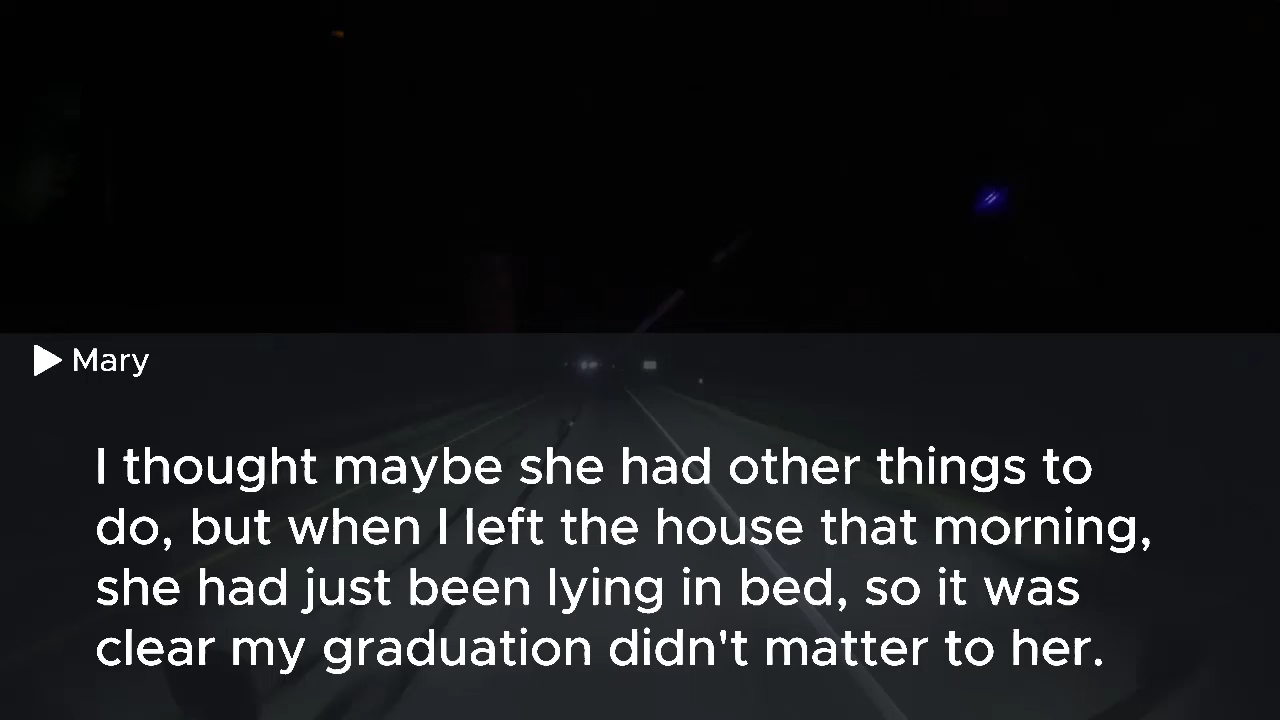 Mary
I thought maybe she had other things to
do, but when I left the house that morning,
she had just been lying in bed, so it was
clear my graduation didn't matter to her.